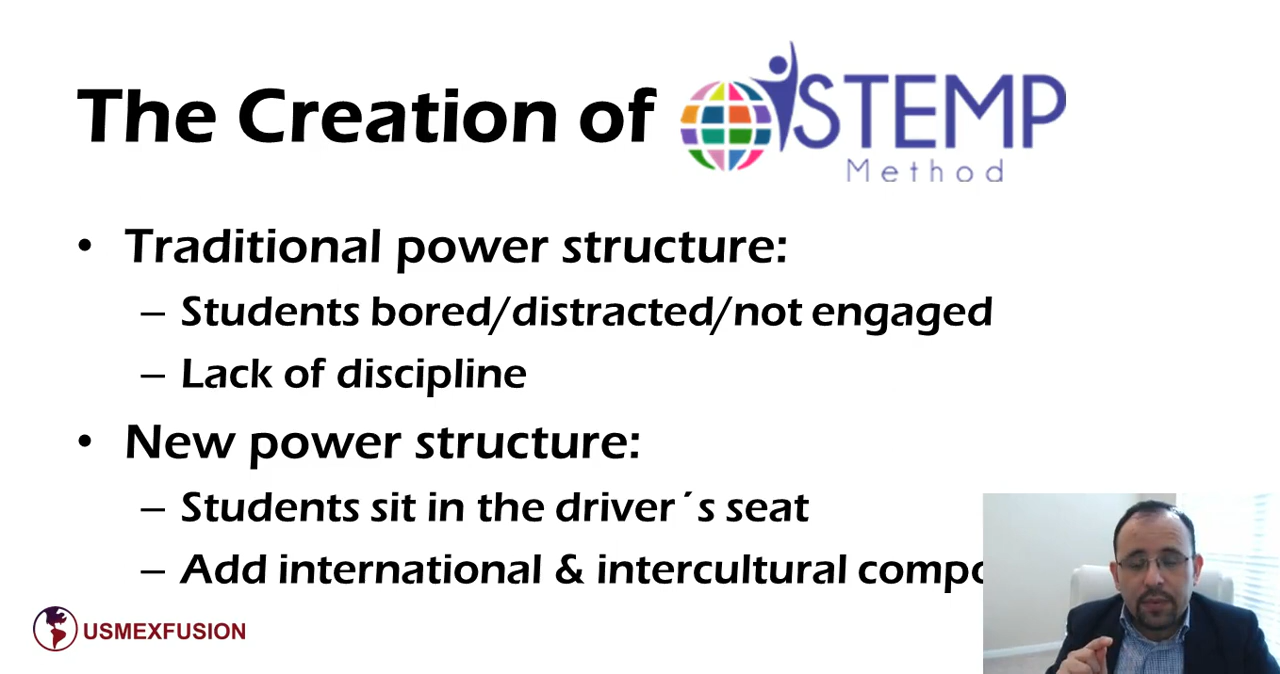 The Creation of STEMP
Method
• Traditional power structure:
– Students bored/distracted/not engaged
– Lack of discipline
• New power structure:
– Students sit in the driver´s seat
– Add international & intercultural
USMEXFUSION